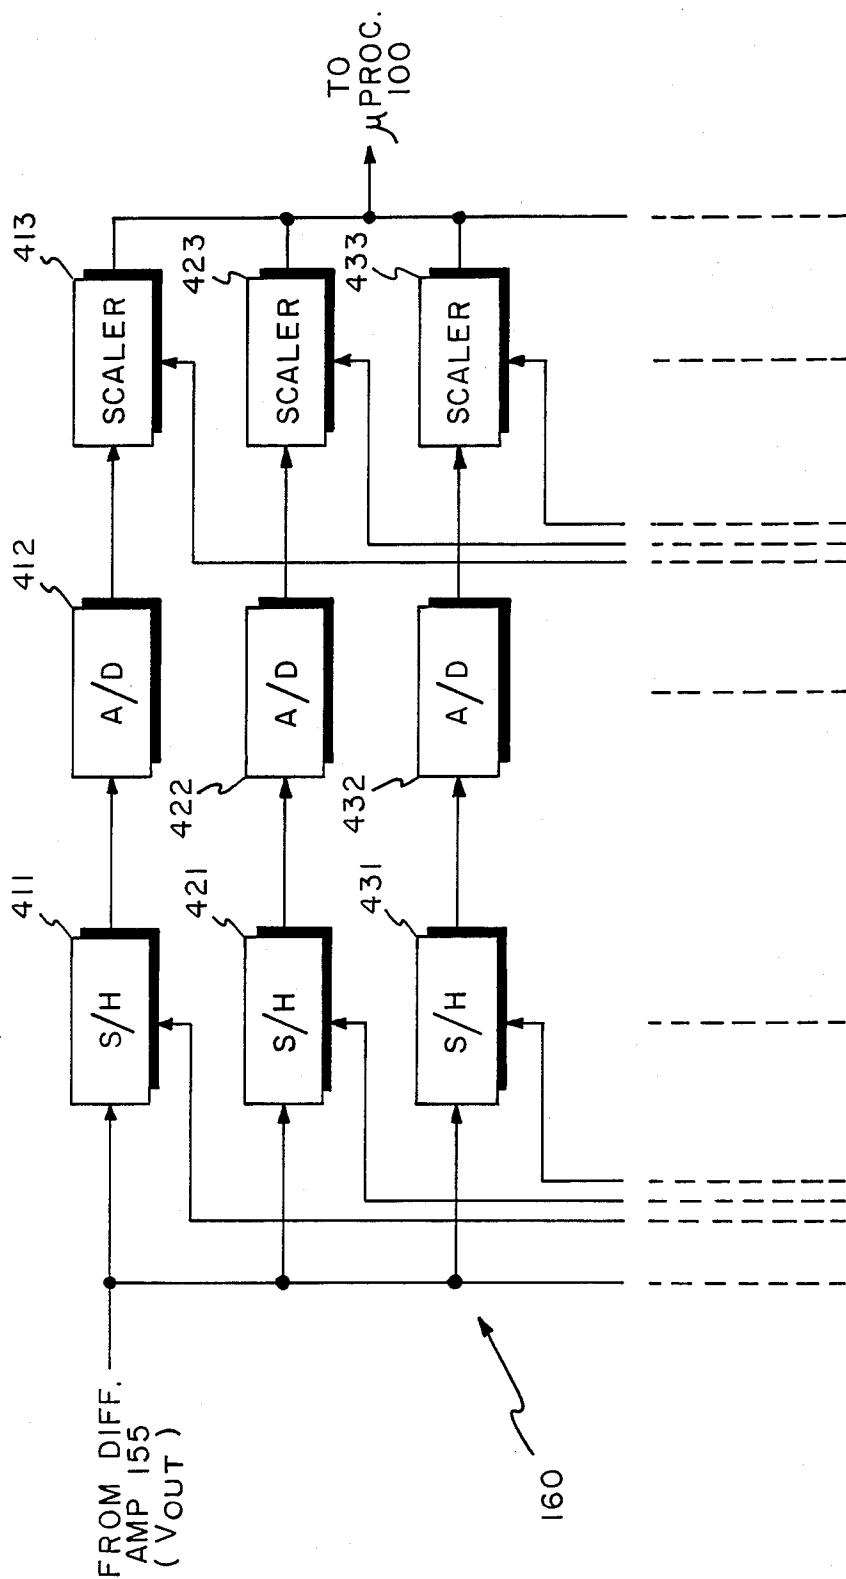 FROM DIFF.
AMP 155
(VOUT)
411
S/H
412
A/D
413
SCALER
421
S/H
422
A/D
423
SCALER
431
S/H
432
A/D
433
SCALER
TO
μPROC.
100
160